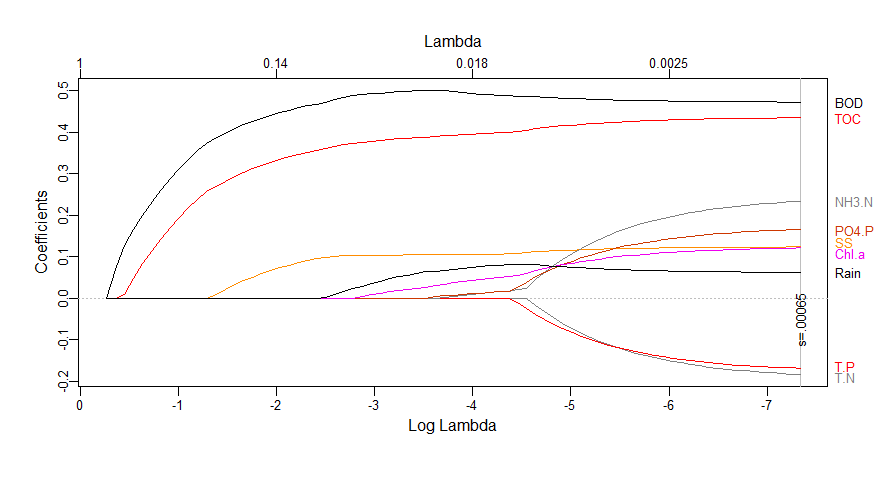 Lambda
1 0.14 0.018 0.0025
Coefficients
0.5
0.4
0.3
0.2
0.1
0.0
-0.1
-0.2
BOD
TOC
NH3.N
PO4.P
SS
Chl.a
Rain
s=.00065
T.P
T.N
0 -1 -2 -3 -4 -5 -6 -7
Log Lambda